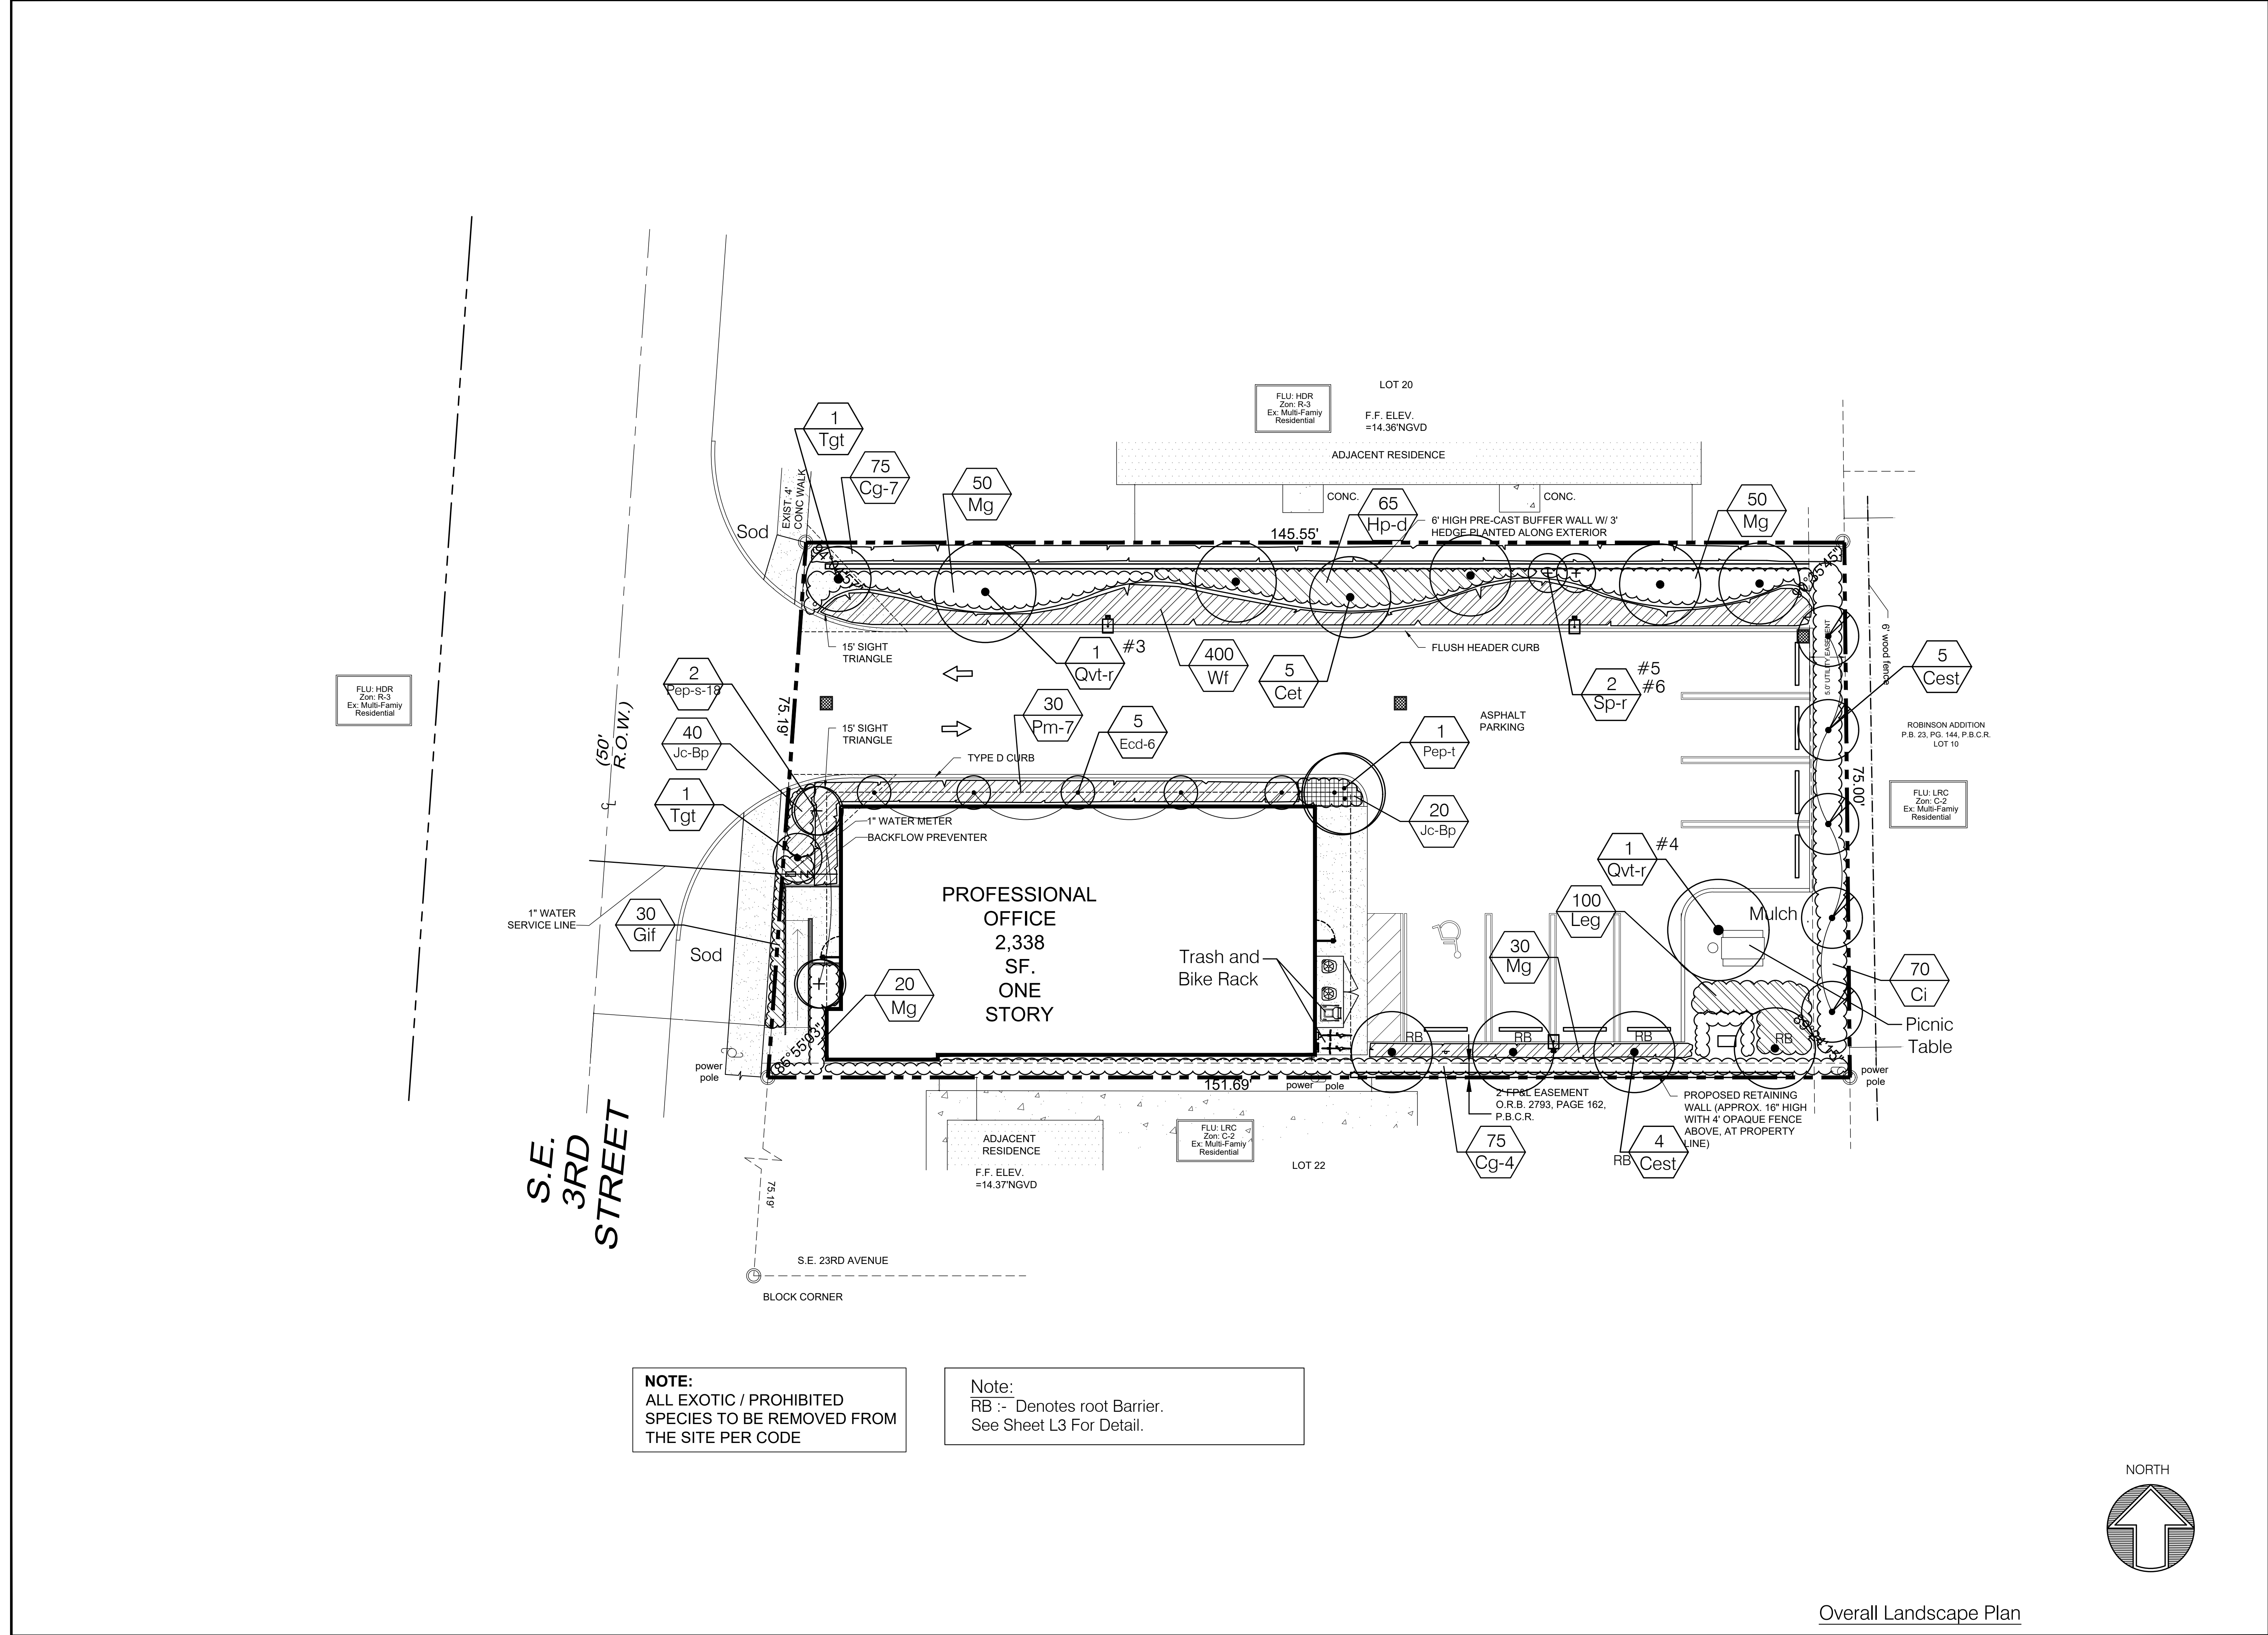 LOT 20
FLU: HDR
Zon: R-3
Ex: Multi-Famiy
Residential
F.F. ELEV.
=14.36'NGVD
ADJACENT RESIDENCE
1
Tgt
75
Cg-7
50
Mg
EXIST. 4'
CONC WALK
Sod
CONC.
CONC.
65
Hp-d
50
Mg
6' HIGH PRE-CAST BUFFER WALL W/ 3'
HEDGE PLANTED ALONG EXTERIOR
145.55'
15' SIGHT
TRIANGLE
1
Qvt-r
#3
400
Wf
5
Cet
FLUSH HEADER CURB
2
Sp-r
#5
#6
5.0' UTILITY EASEMENT
6' wood fence
5
Cest
FLU: HDR
Zon: R-3
Ex: Multi-Famiy
Residential
(50'
R.O.W.)
2
Pep-s-18
75.19'
40
Jc-Bp
15' SIGHT
TRIANGLE
30
Pm-7
5
Ecd-6
ASPHALT
PARKING
1
Pep-t
ROBINSON ADDITION
P.B. 23, PG. 144, P.B.C.R.
LOT 10
TYPE D CURB
75.00'
FLU: LRC
Zon: C-2
Ex: Multi-Famiy
Residential
1
Tgt
1" WATER METER
BACKFLOW PREVENTER
20
Jc-Bp
1
Qvt-r
#4
1" WATER
SERVICE LINE
30
Gif
Sod
PROFESSIONAL
OFFICE
2,338
SF.
ONE
STORY
Trash and
Bike Rack
100
Leg
Mulch
30
Mg
20
Mg
70
Ci
Picnic
Table
RB
RB
RB
RB
86°55'03"
power
pole
151.69'
power pole
power
pole
2' FP&L EASEMENT
O.R.B. 2793, PAGE 162,
P.B.C.R.
PROPOSED RETAINING
WALL (APPROX. 16" HIGH
WITH 4' OPAQUE FENCE
ABOVE, AT PROPERTY
LINE)
75
Cg-4
RB
4
Cest
ADJACENT
RESIDENCE
F.F. ELEV.
=14.37'NGVD
FLU: LRC
Zon: C-2
Ex: Multi-Famiy
Residential
LOT 22
S.E.
3RD
STREET
75.19'
S.E. 23RD AVENUE
BLOCK CORNER
NOTE:
ALL EXOTIC / PROHIBITED
SPECIES TO BE REMOVED FROM
THE SITE PER CODE
Note:
RB :- Denotes root Barrier.
See Sheet L3 For Detail.
NORTH
Overall Landscape Plan